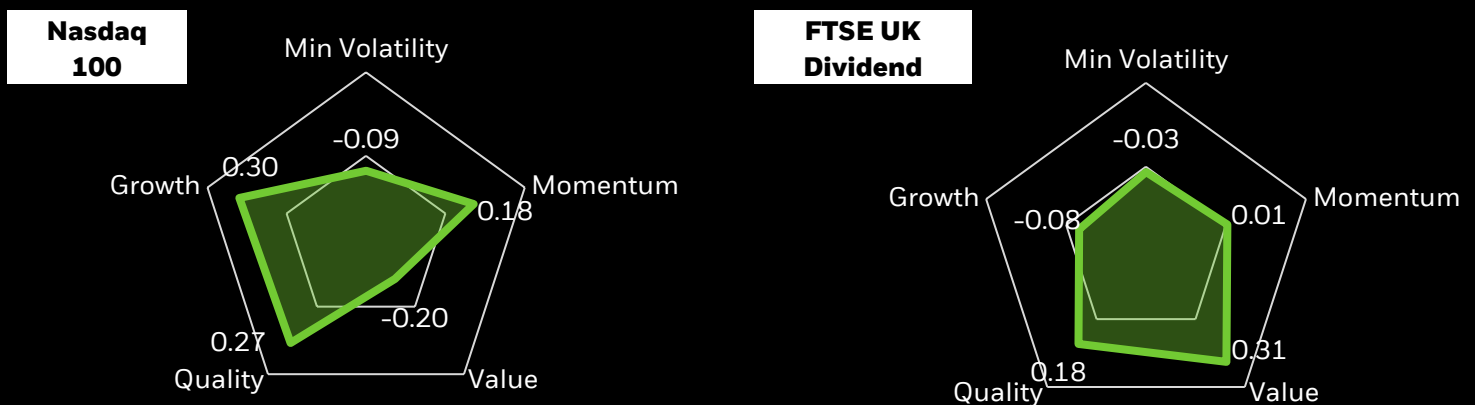 Nasdaq
100
Min Volatility
-0.09
0.30
Growth
Momentum
0.18
-0.20
0.27
Quality
Value
FTSE UK
Dividend
Min Volatility
-0.03
Growth
Momentum
-0.08
0.01
0.31
0.18
Quality
Value